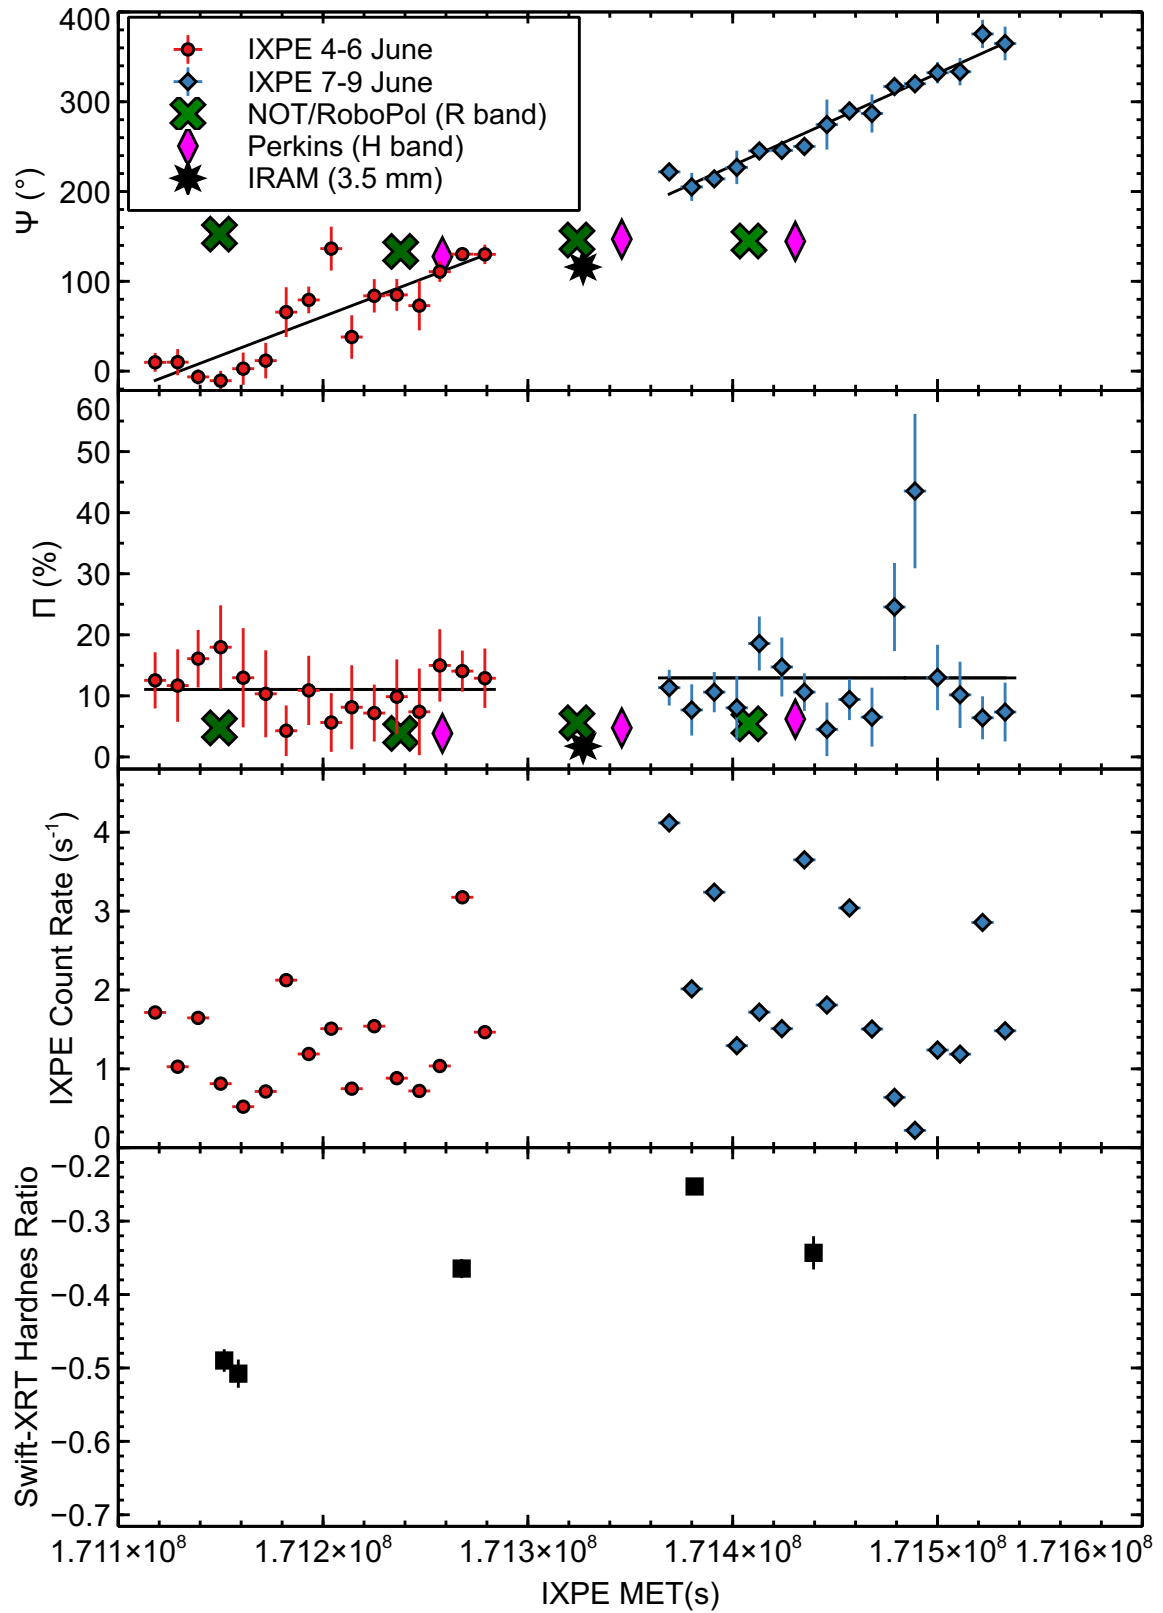 400
300
200
100
0
Ψ (°)
IXPE 4-6 June
IXPE 7-9 June
NOT/RoboPol (R band)
Perkins (H band)
IRAM (3.5 mm)
60
50
40
30
20
10
0
Π (%)
4
3
2
1
0
IXPE Count Rate (s⁻¹)
−0.2
−0.3
−0.4
−0.5
−0.6
−0.7
Swift-XRT Hardnes Ratio
1.711×10⁸ 1.712×10⁸ 1.713×10⁸ 1.714×10⁸ 1.715×10⁸ 1.716×10⁸
IXPE MET(s)